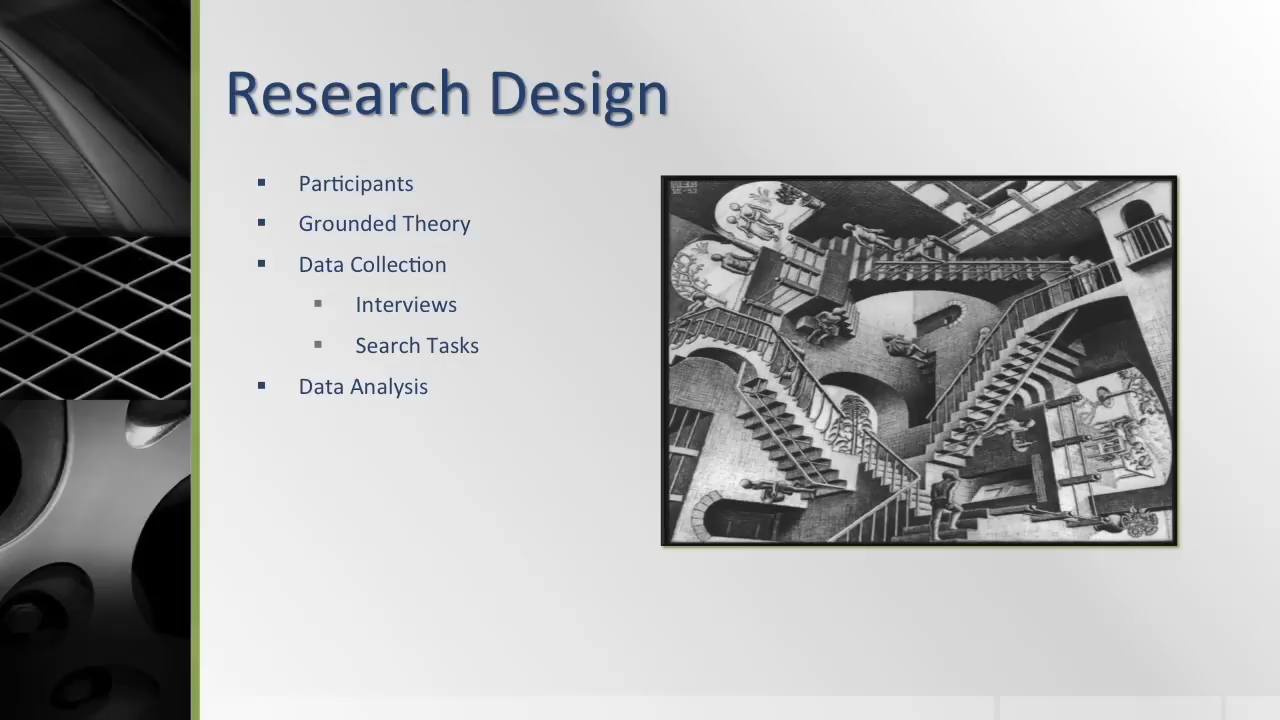 Research Design
Participants
Grounded Theory
Data Collection
Interviews
Search Tasks
Data Analysis